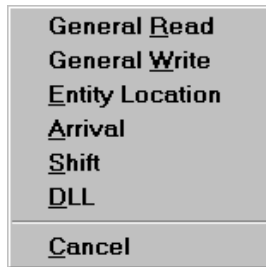 General Read
General Write
Entity Location
Arrival
Shift
DLL
Cancel